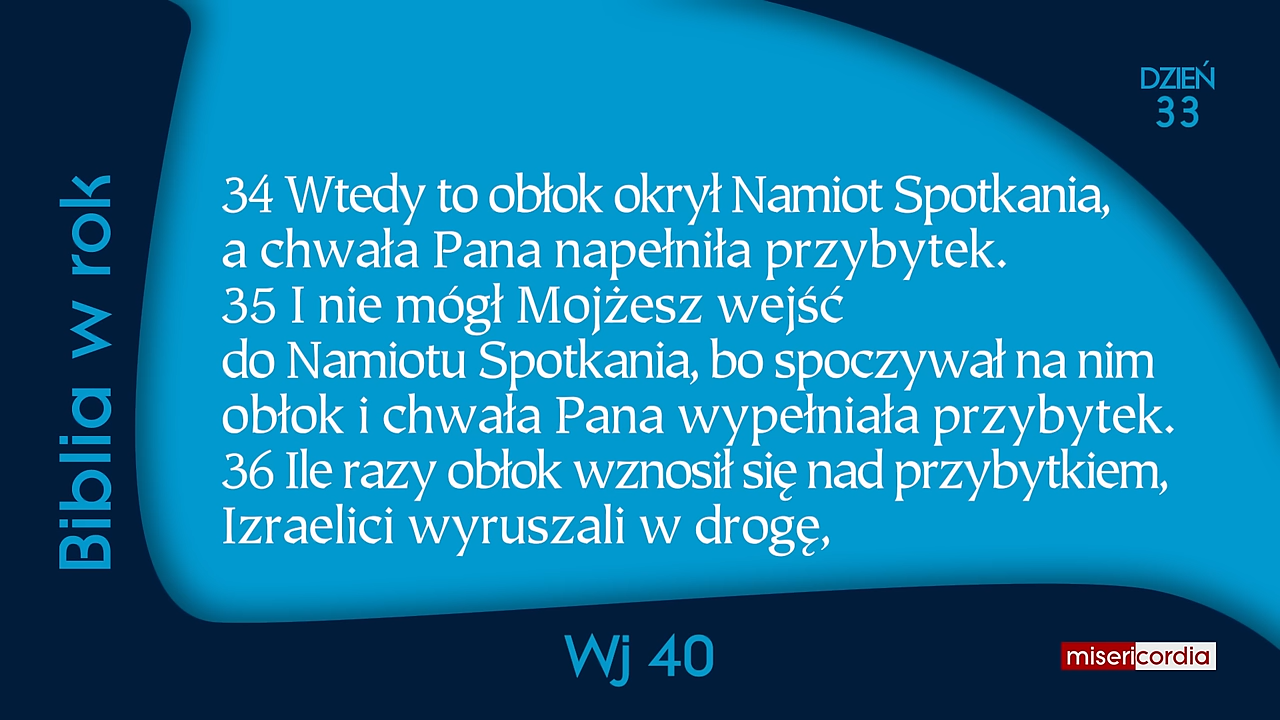 DZIEŃ
33
Biblia w rok
34 Wtedy to obłok okrył Namiot Spotkania,
a chwała Pana napełniła przybytek.
35 I nie mógł Mojżesz wejść
do Namiotu Spotkania, bo spoczywał na nim
obłok i chwała Pana wypełniała przybytek.
36 Ile razy obłok wznosił się nad przybytkiem,
Izraelici wyruszali w drogę,
Wj 40
misericordia